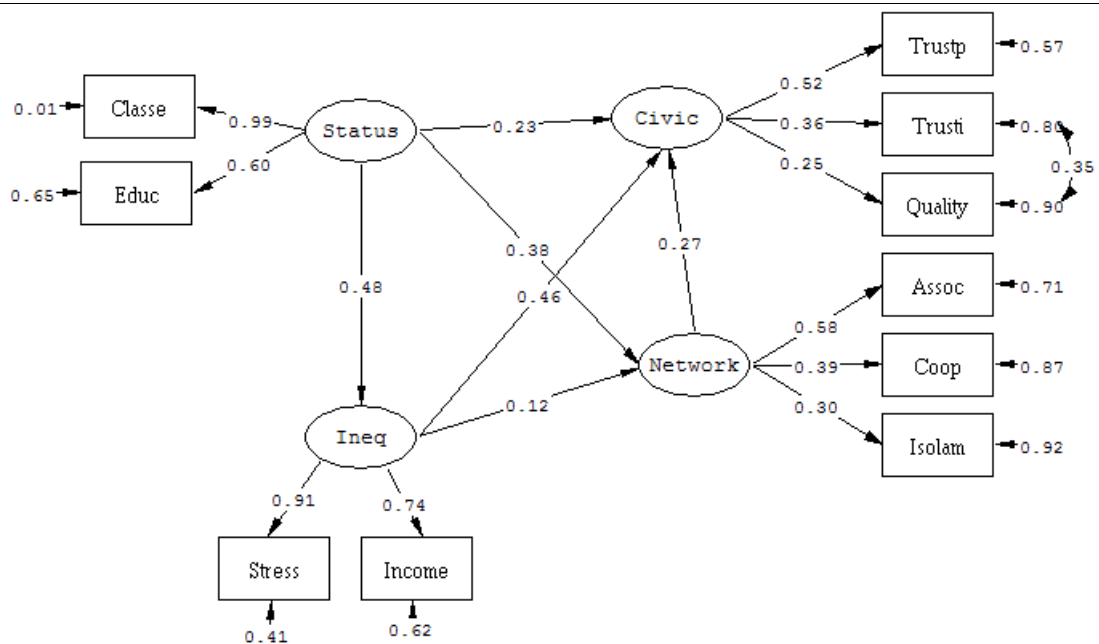 Trustp
0.57
0.52
Classe
0.01
0.99
Status
0.23
Civic
0.36
Trusti
0.80
0.35
0.60
0.25
Educ
0.65
Quality
0.90
0.38
0.27
0.48
0.46
Assoc
0.71
0.58
Network
0.39
Coop
0.87
0.12
0.30
Ineq
Isolam
0.92
0.91
0.74
Stress
Income
0.41
0.62